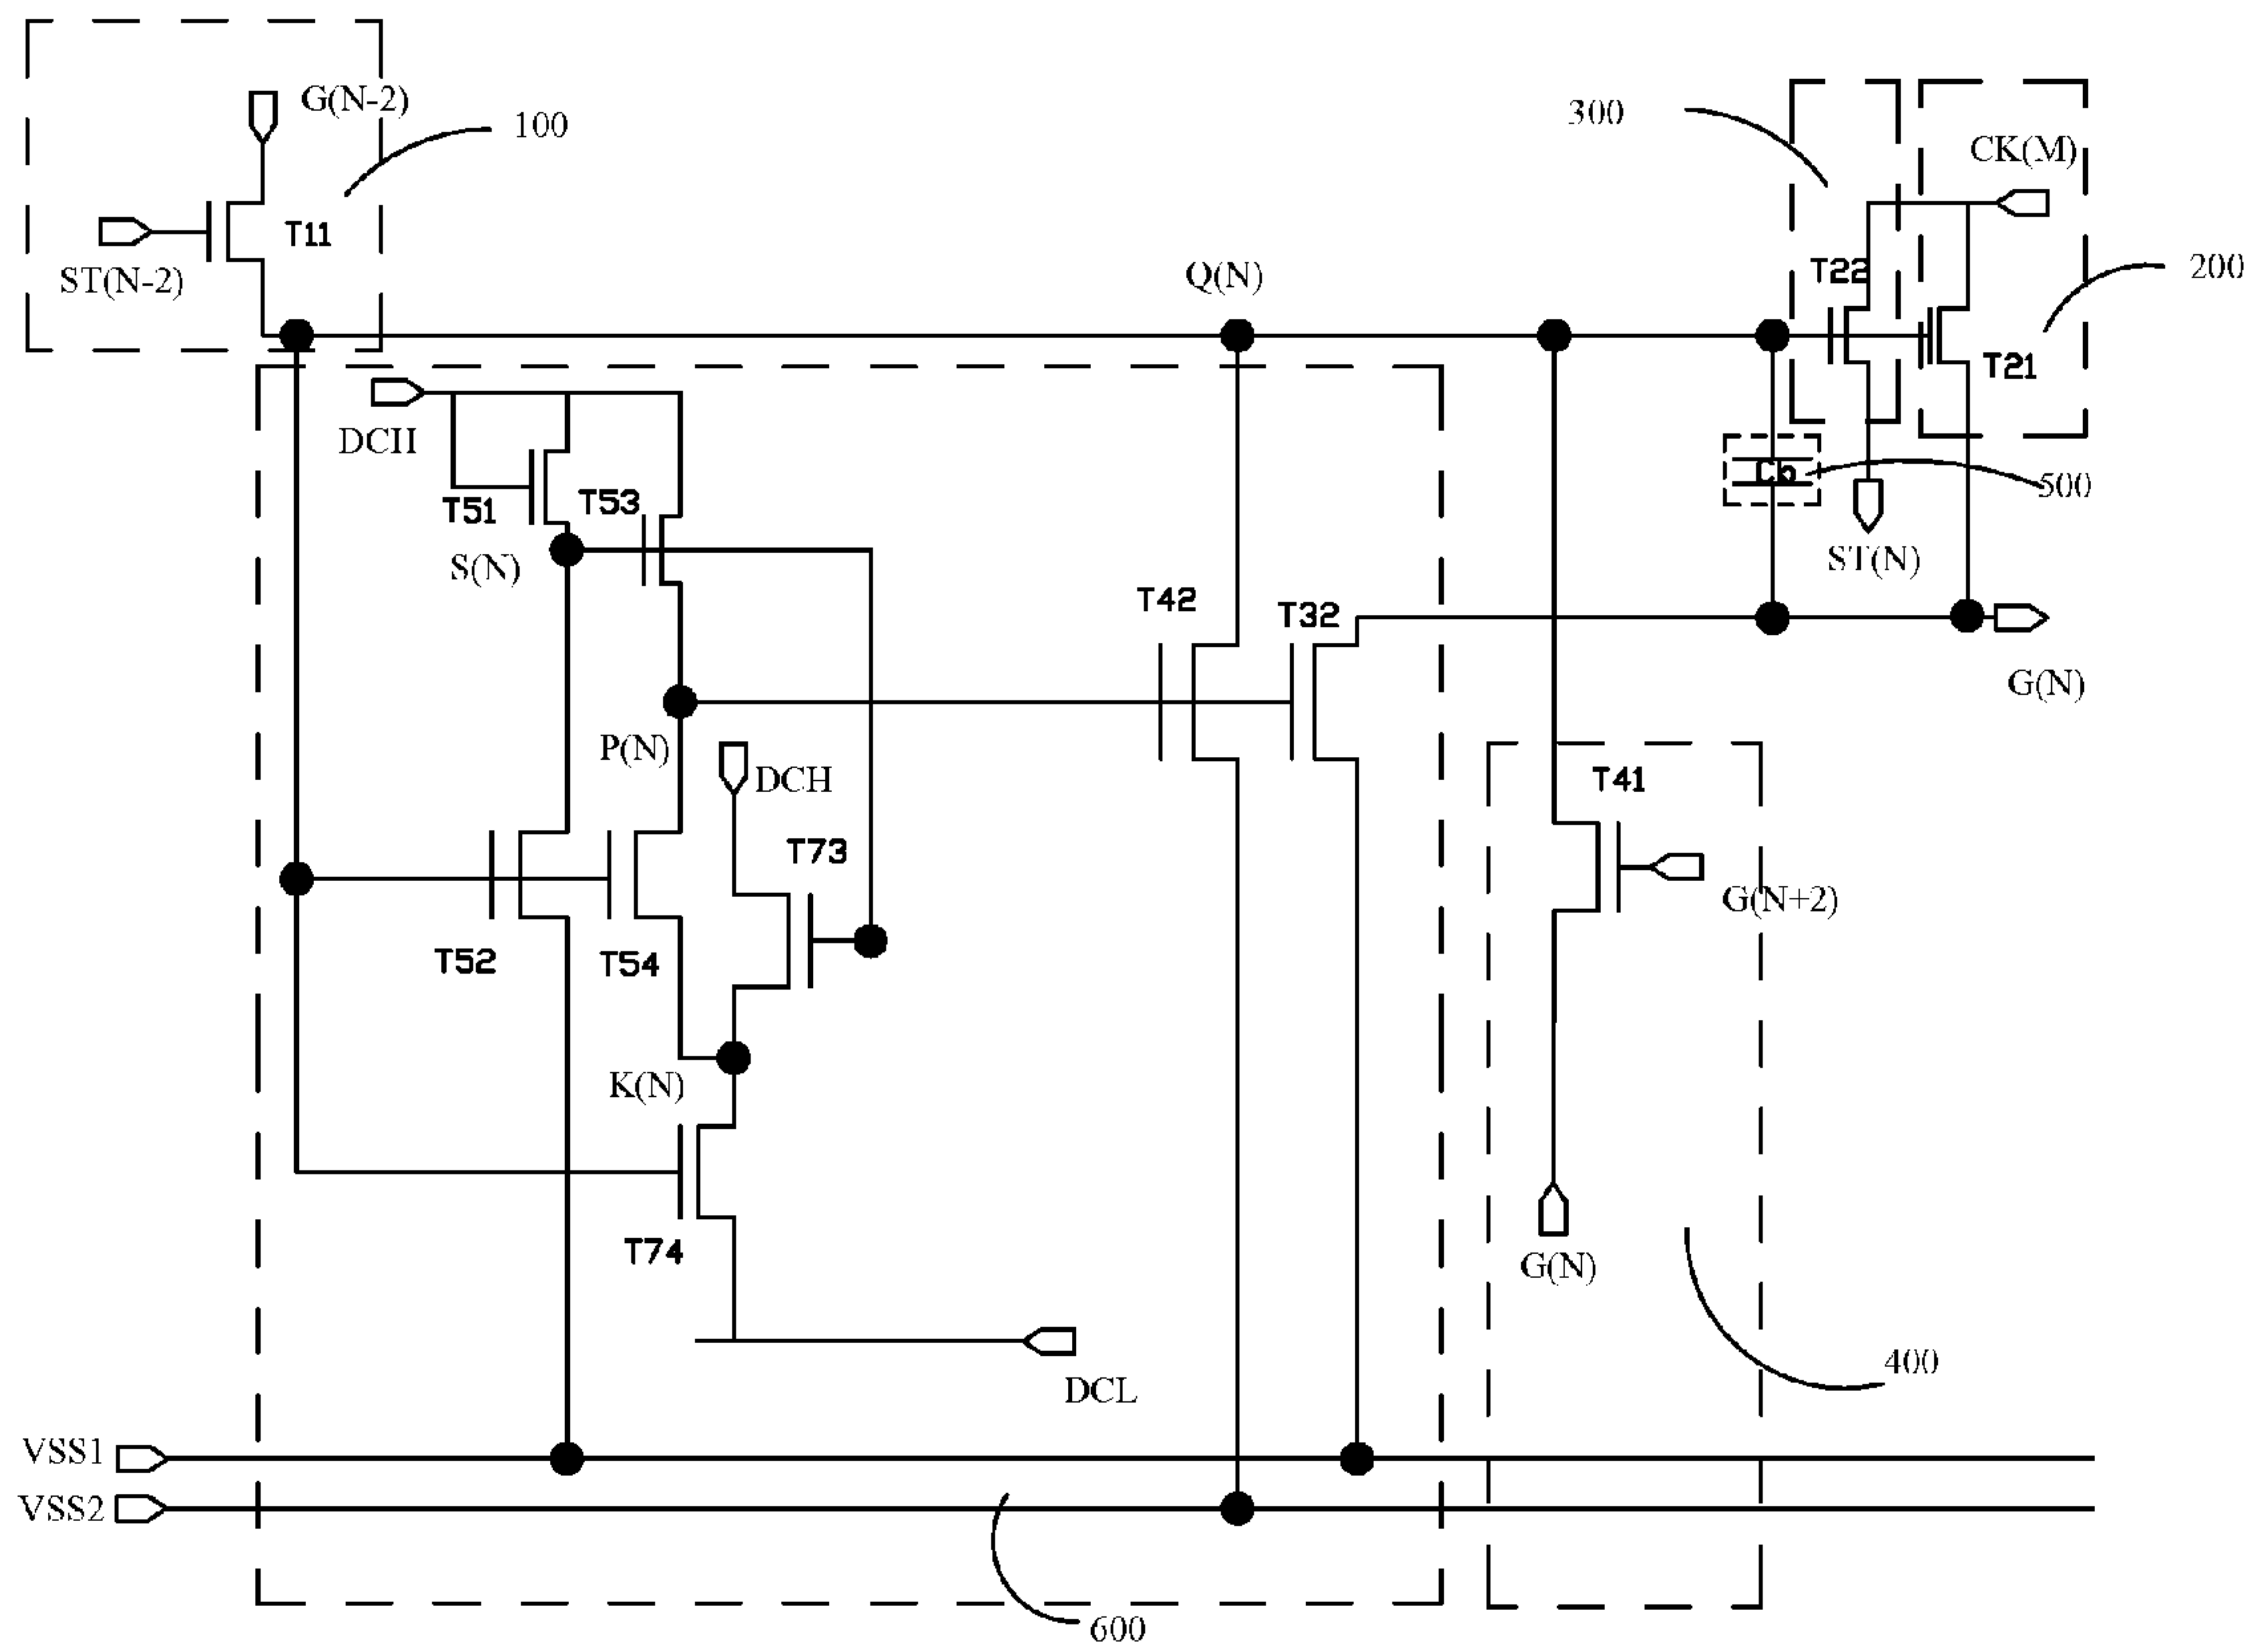 G(N-2)
100
300
CK(M)
T11
ST(N-2)
Q(N)
T22
200
T21
DCH
Cb
500
T51
T53
S(N)
ST(N)
T42
T32
G(N)
P(N)
DCH
T41
T73
G(N+2)
T52
T54
K(N)
T74
G(N)
400
DCL
VSS1
VSS2
600